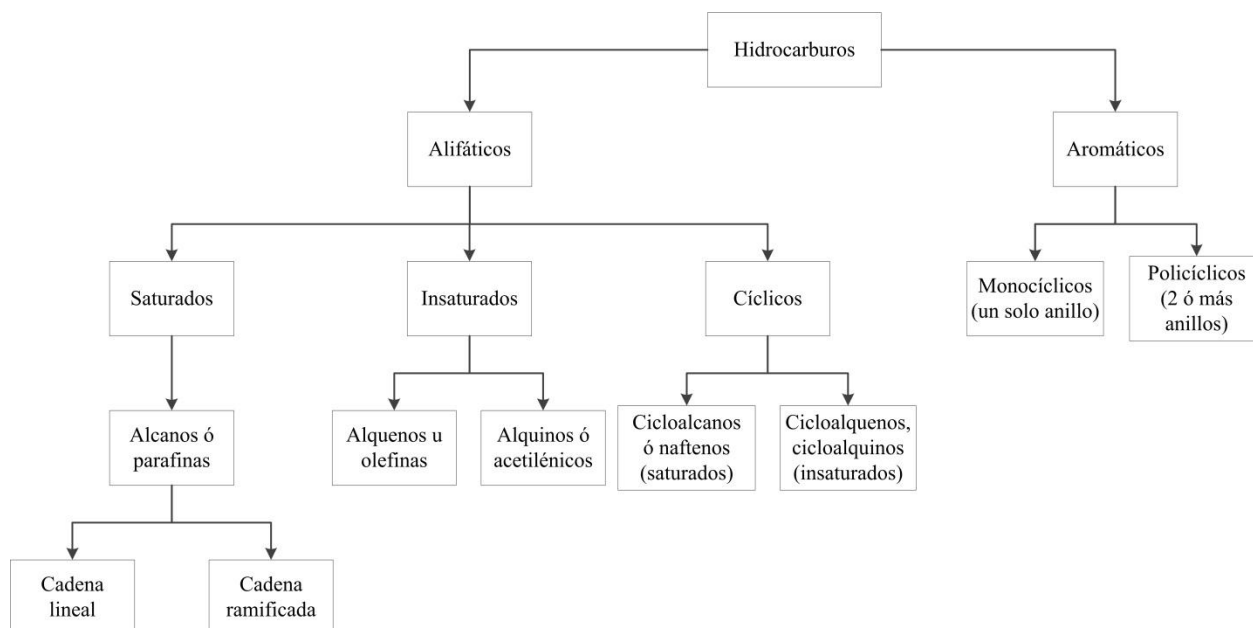 Hidrocarburos
Alifáticos
Aromáticos
Saturados
Insaturados
Cíclicos
Monocíclicos
(un solo anillo)
Policíclicos
(2 ó más
anillos)
Alcanos ó
parafinas
Alquenos u
olefinas
Alquinos ó
acetilénicos
Cicloalcanos
ó naftenos
(saturados)
Cicloalquenos,
cicloalquinos
(insaturados)
Cadena
lineal
Cadena
ramificada